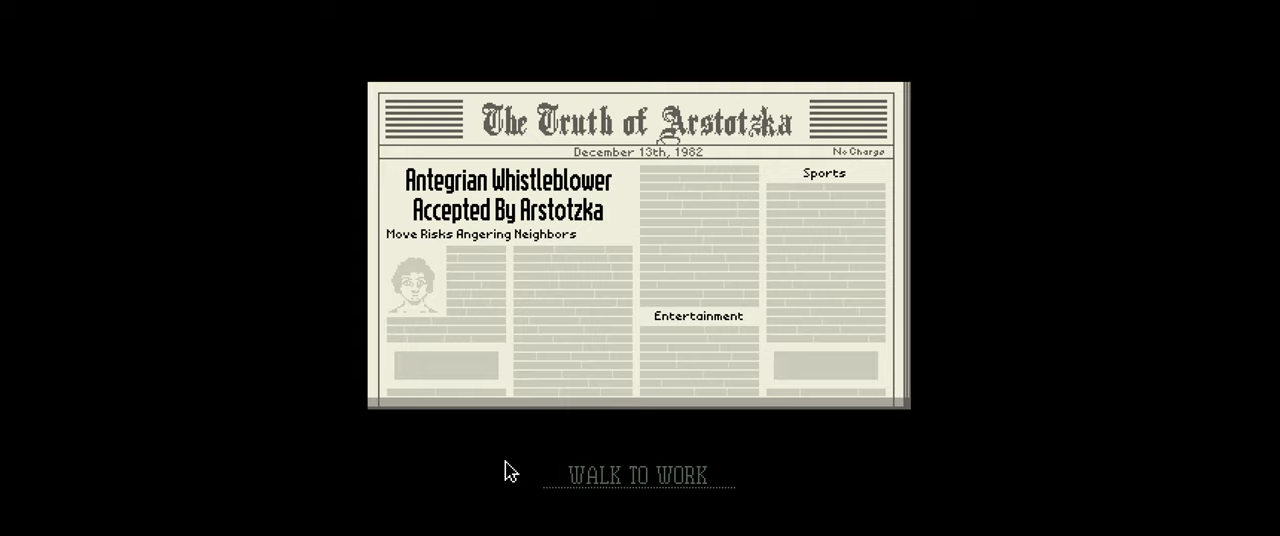 The Truth of Arstotzka
December 13th, 1982
No Charge
Antegrian Whistleblower
Accepted By Arstotzka
Move Risks Angering Neighbors
Entertainment
Sports
WALK TO WORK